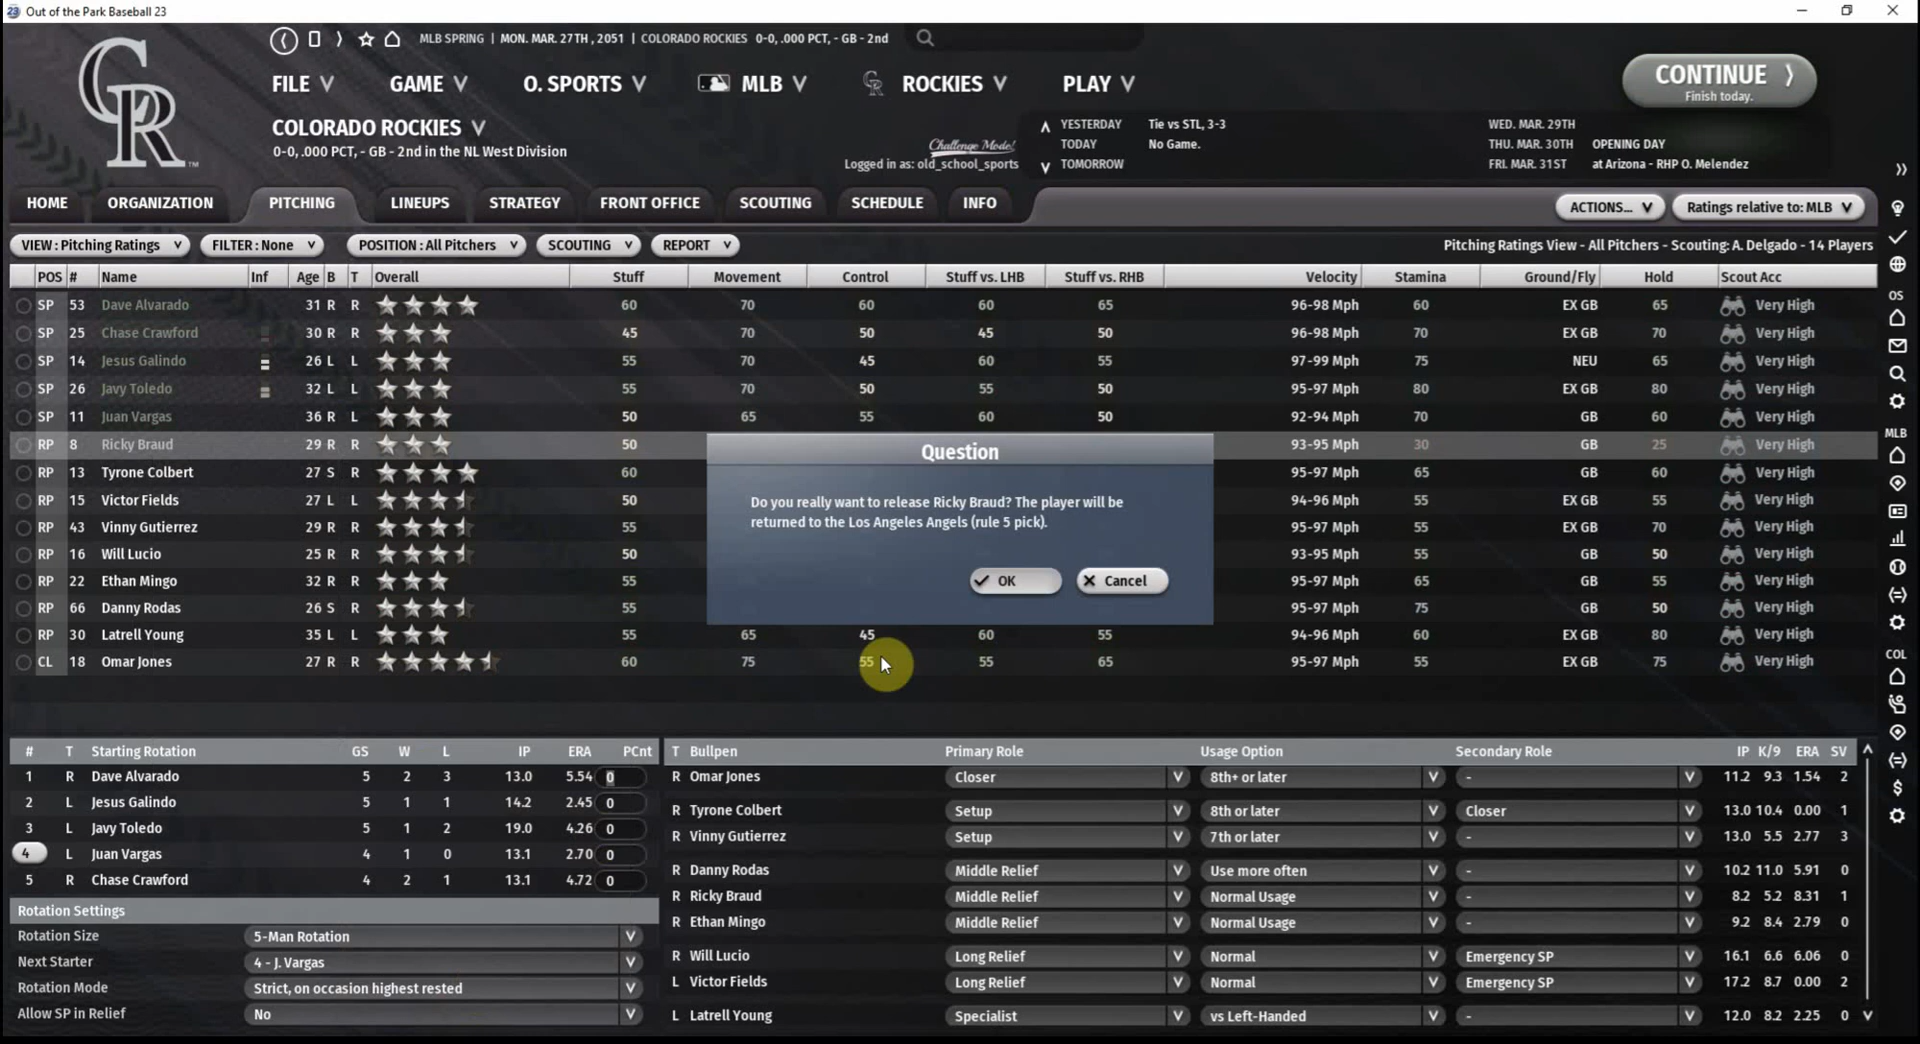 23 Out of the Park Baseball 23
MLB SPRING | MON. MAR. 27TH , 2051 | COLORADO ROCKIES 0-0, .000 PCT, - GB - 2nd
FILE GAME O. SPORTS MLB ROCKIES PLAY
CONTINUE
Finish today.
COLORADO ROCKIES
0-0, .000 PCT, - GB - 2nd in the NL West Division
Challenge Mode!
Logged in as: old_school_sports
YESTERDAY Tie vs STL, 3-3
TODAY No Game.
TOMORROW
WED. MAR. 29TH
THU. MAR. 30TH OPENING DAY
FRI. MAR. 31ST at Arizona - RHP O. Melendez
HOME ORGANIZATION PITCHING LINEUPS STRATEGY FRONT OFFICE SCOUTING SCHEDULE INFO
ACTIONS... Ratings relative to: MLB
VIEW : Pitching Ratings FILTER : None POSITION : All Pitchers SCOUTING REPORT
Pitching Ratings View - All Pitchers - Scouting: A. Delgado - 14 Players
POS # Name Inf Age B T Overall Stuff Movement Control Stuff vs. LHB Stuff vs. RHB Velocity Stamina Ground/Fly Hold Scout Acc
SP 53 Dave Alvarado 31 R R 60 70 60 60 65 96-98 Mph 60 EX GB 65 Very High
SP 25 Chase Crawford 30 R R 45 70 50 45 50 96-98 Mph 70 EX GB 70 Very High
SP 14 Jesus Galindo 26 L L 55 70 45 60 55 97-99 Mph 75 NEU 65 Very High
SP 26 Javy Toledo 32 L L 55 70 50 55 50 95-97 Mph 80 EX GB 80 Very High
SP 11 Juan Vargas 36 R L 50 65 55 60 50 92-94 Mph 70 GB 60 Very High
RP 8 Ricky Braud 29 R R 50 93-95 Mph 30 GB 25 Very High
RP 13 Tyrone Colbert 27 S R 60 95-97 Mph 65 GB 60 Very High
RP 15 Victor Fields 27 L L 50 94-96 Mph 55 EX GB 55 Very High
RP 43 Vinny Gutierrez 29 R R 55 95-97 Mph 55 EX GB 70 Very High
RP 16 Will Lucio 25 R R 50 93-95 Mph 55 GB 50 Very High
RP 22 Ethan Mingo 32 R R 55 95-97 Mph 65 GB 55 Very High
RP 66 Danny Rodas 26 S R 55 95-97 Mph 75 GB 50 Very High
RP 30 Latrell Young 35 L L 55 65 45 60 55 94-96 Mph 60 EX GB 80 Very High
CL 18 Omar Jones 27 R R 60 75 55 55 65 95-97 Mph 55 EX GB 75 Very High
Question
Do you really want to release Ricky Braud? The player will be
returned to the Los Angeles Angels (rule 5 pick).
OK Cancel
# T Starting Rotation GS W L IP ERA PCnt
1 R Dave Alvarado 5 2 3 13.0 5.54 0
2 L Jesus Galindo 5 1 1 14.2 2.45 0
3 L Javy Toledo 5 1 2 19.0 4.26 0
4 L Juan Vargas 4 1 0 13.1 2.70 0
5 R Chase Crawford 4 2 1 13.1 4.72 0
Rotation Settings
Rotation Size 5-Man Rotation
Next Starter 4 - J. Vargas
Rotation Mode Strict, on occasion highest rested
Allow SP in Relief No
T Bullpen Primary Role Usage Option Secondary Role IP K/9 ERA SV
R Omar Jones Closer 8th+ or later - 11.2 9.3 1.54 2
R Tyrone Colbert Setup 8th or later Closer 13.0 10.4 0.00 1
R Vinny Gutierrez Setup 7th or later - 13.0 5.5 2.77 3
R Danny Rodas Middle Relief Use more often - 10.2 11.0 5.91 0
R Ricky Braud Middle Relief Normal Usage - 8.2 5.2 8.31 1
R Ethan Mingo Middle Relief Normal Usage - 9.2 8.4 2.79 0
R Will Lucio Long Relief Normal Emergency SP 16.1 6.6 6.06 0
L Victor Fields Long Relief Normal Emergency SP 17.2 8.7 0.00 2
L Latrell Young Specialist vs Left-Handed - 12.0 8.2 2.25 0
OS
MLB
COL
CR